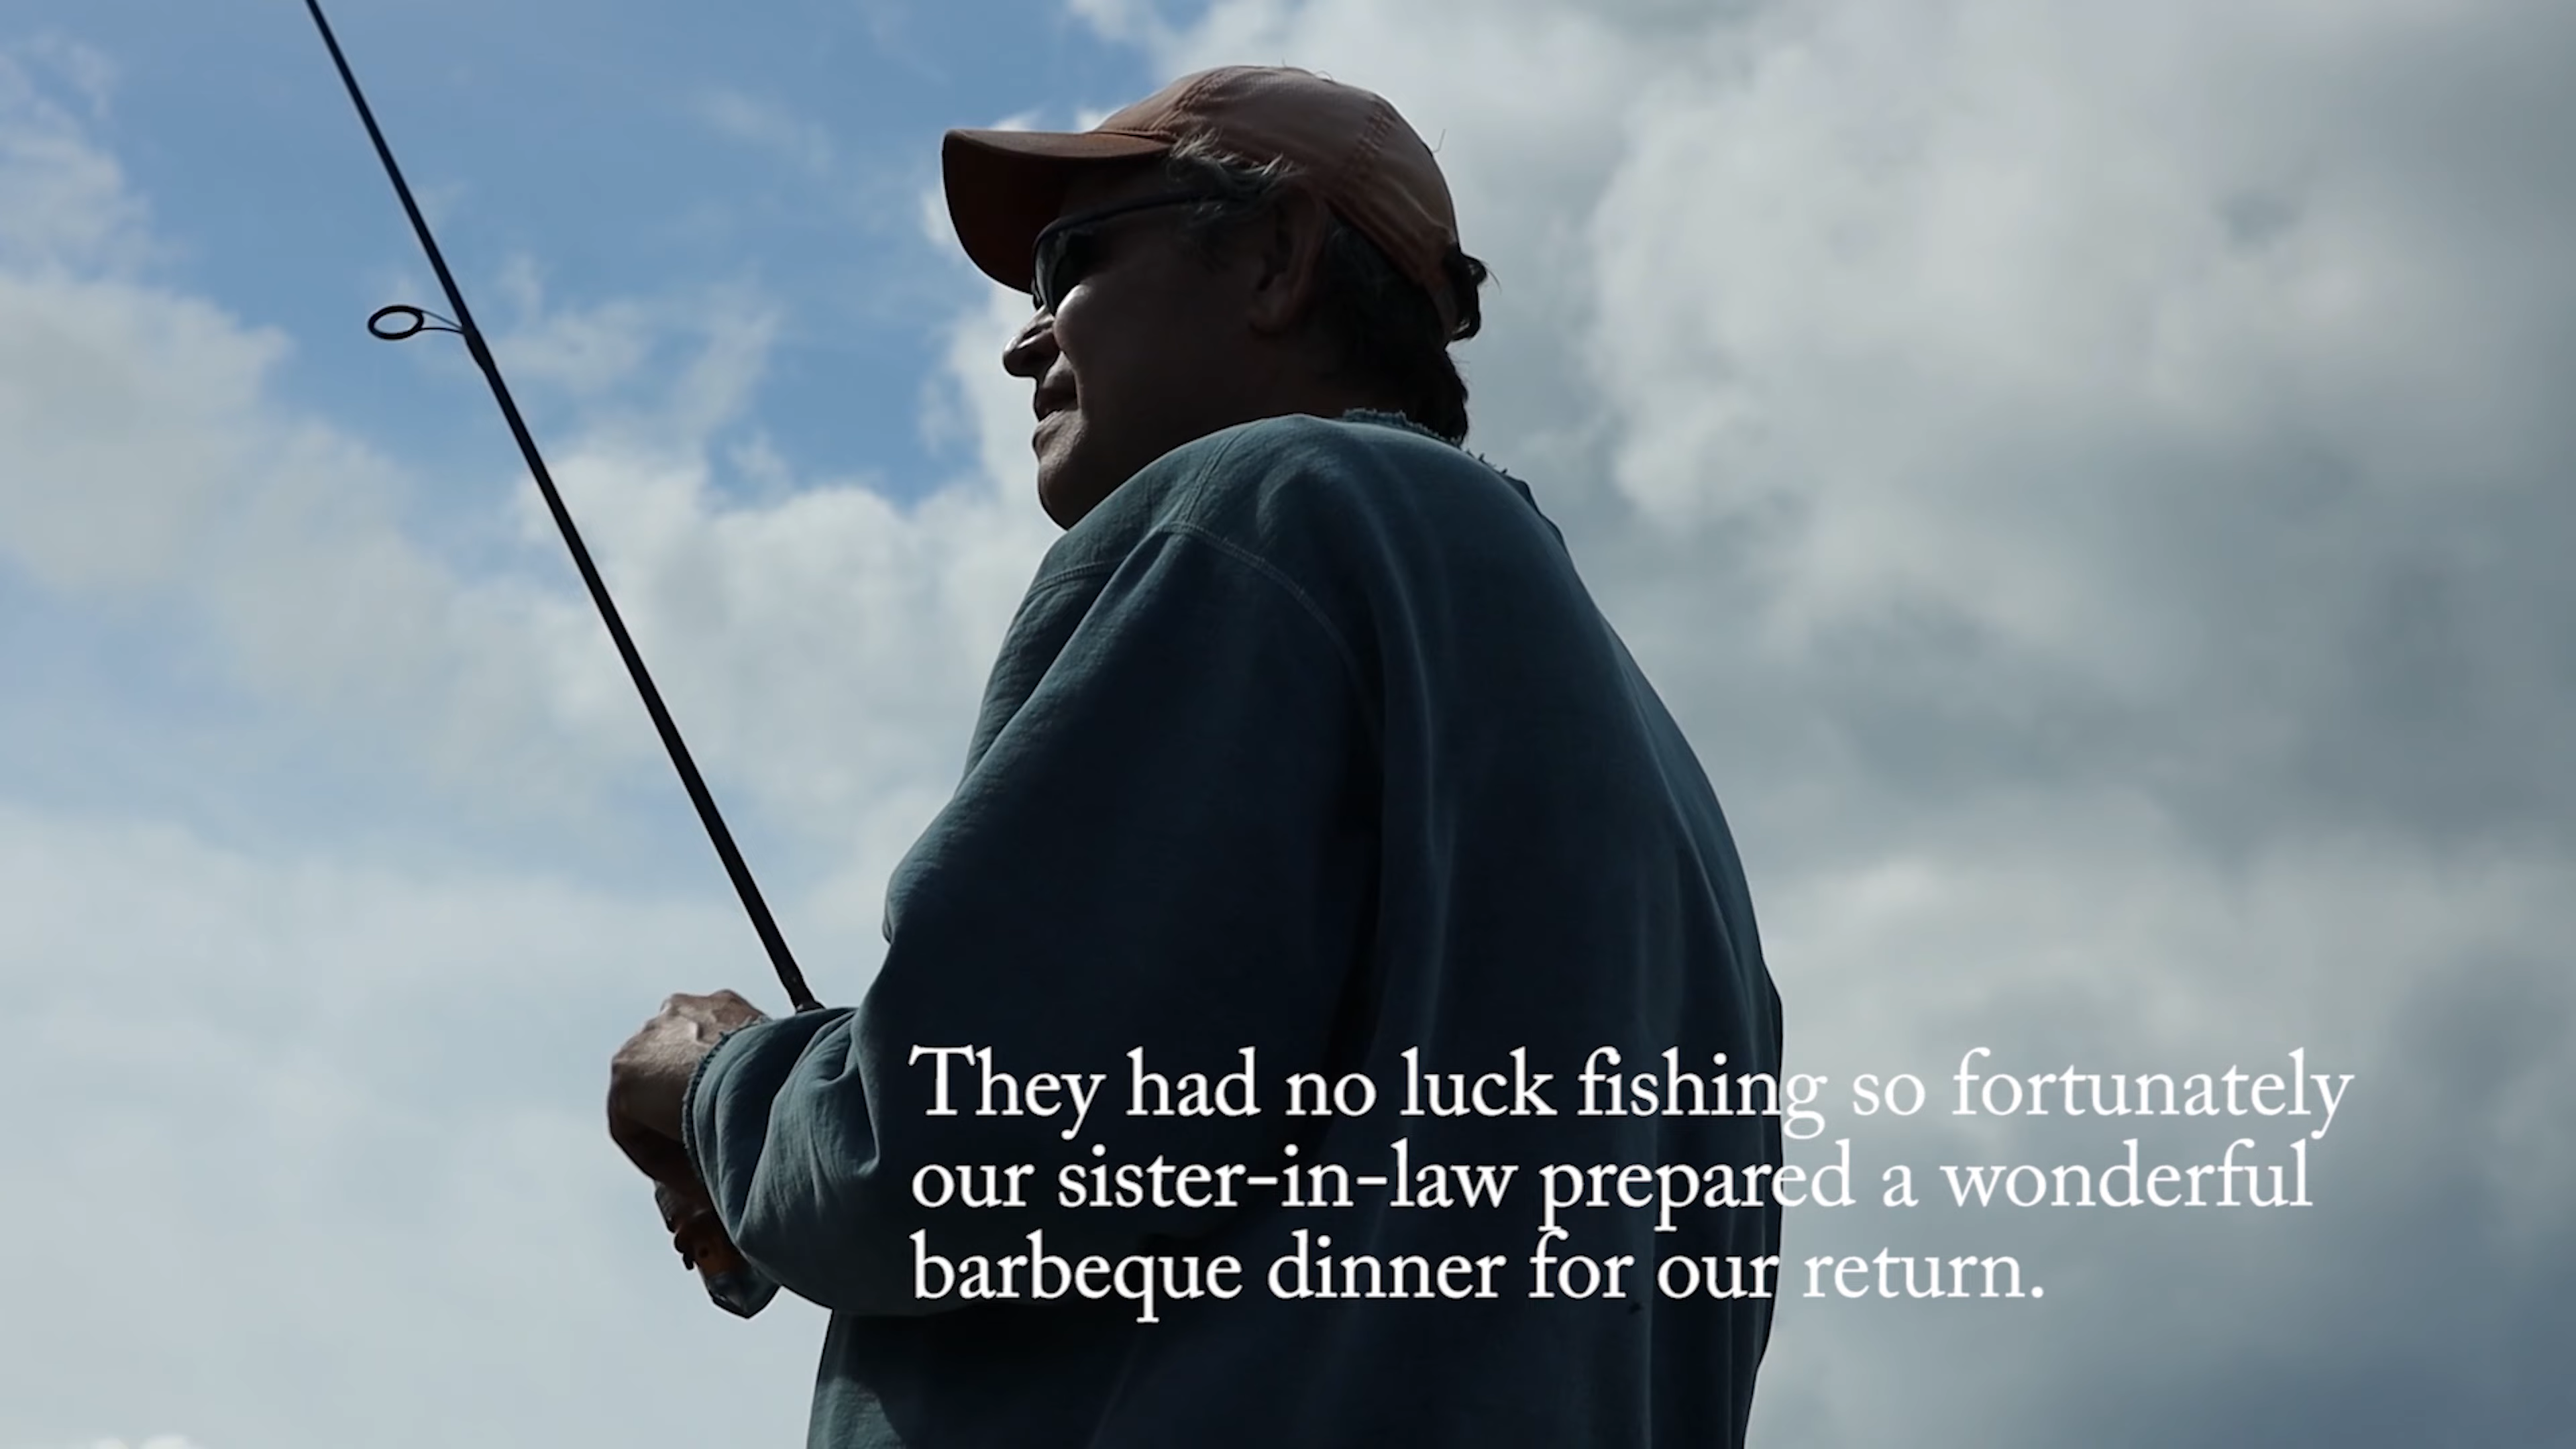 They had no luck fishing so fortunately
our sister-in-law prepared a wonderful
barbeque dinner for our return.